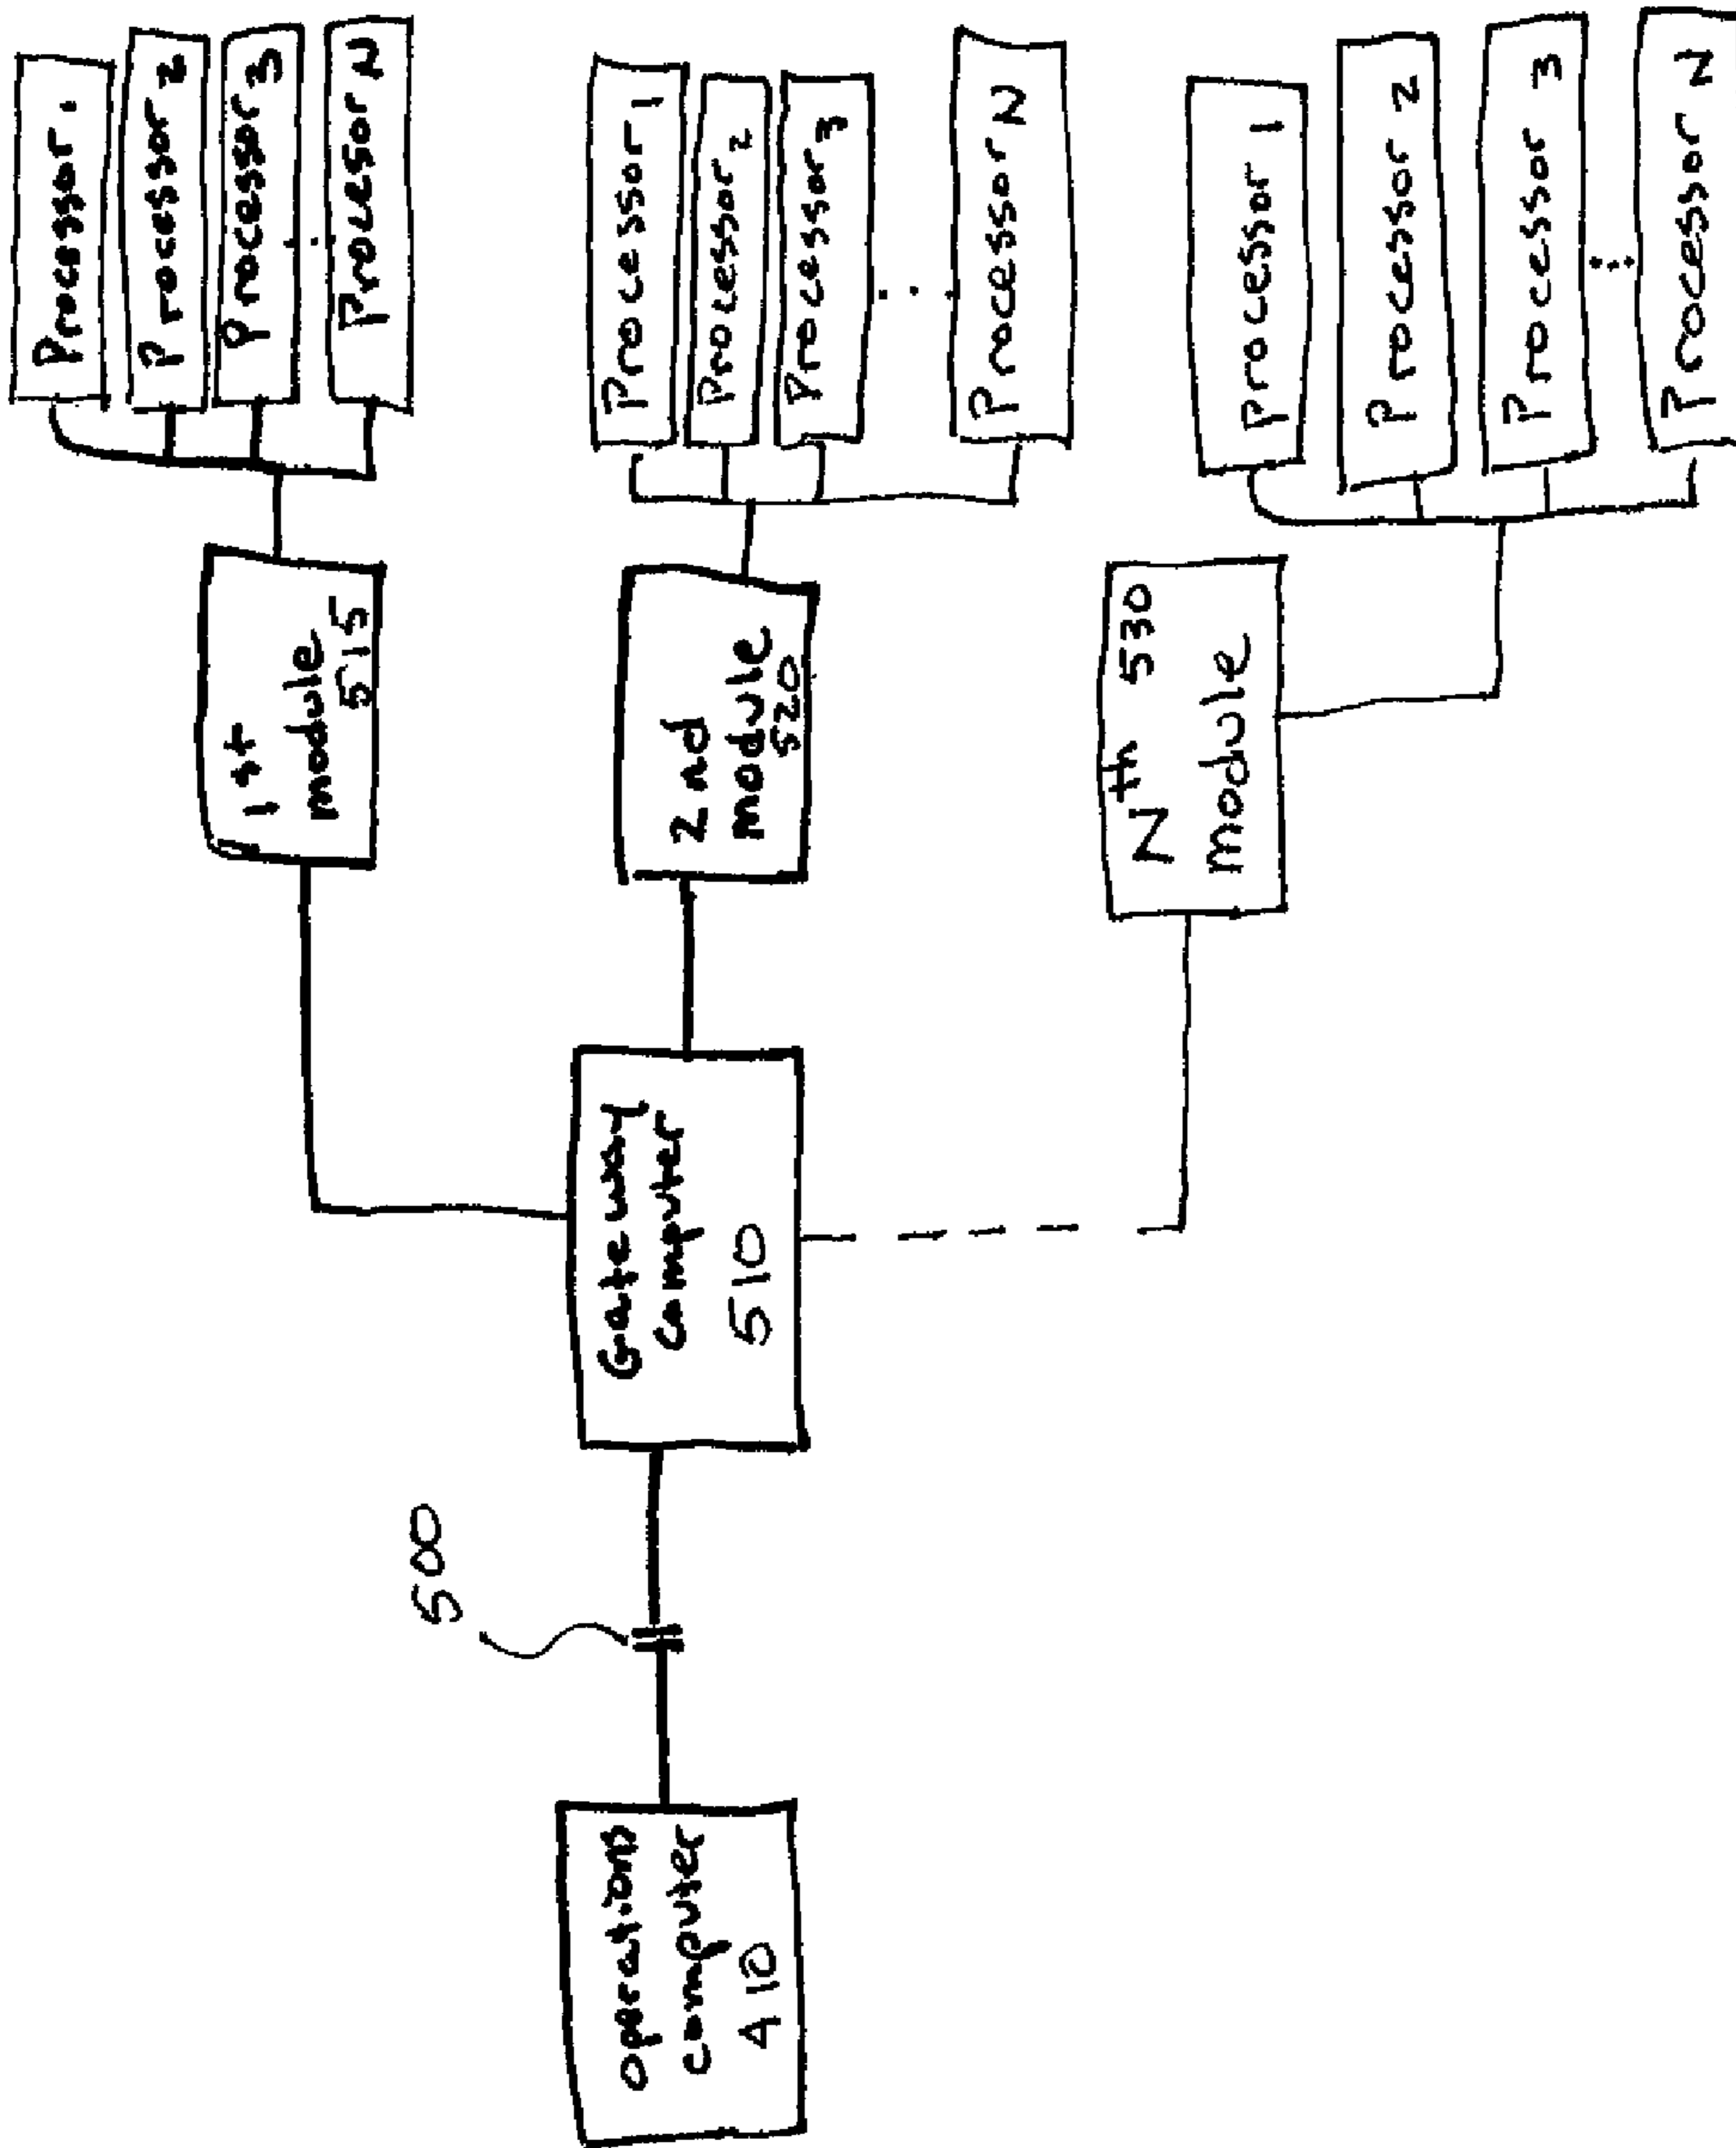 operations
computer
410
500
Gateway
computer
510
1st
module
515
2nd
module
520
Nth 530
module
Processor 1
Processor 2
Processor 3
Processor N
Processor 1
Processor 2
Processor 3
Processor N
Processor 1
Processor 2
Processor 3
Processor N